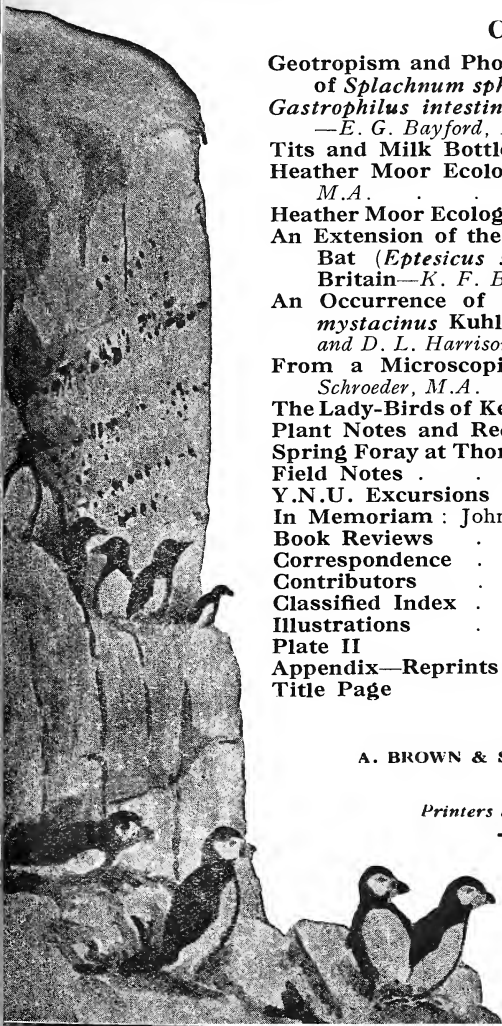 C
Geotropism and Pho
of Splachnum sph
Gastrophilus intestin
—E. G. Bayford,
Tits and Milk Bottl
Heather Moor Ecolo
M.A. . .
Heather Moor Ecolog
An Extension of the
Bat (Eptesicus
Britain—K. F. B
An Occurrence of
mystacinus Kuhl
and D. L. Harriso
From a Microscopi
Schroeder, M.A.
The Lady-Birds of Ke
Plant Notes and Rec
Spring Foray at Thor
Field Notes . .
Y.N.U. Excursions
In Memoriam : John
Book Reviews .
Correspondence .
Contributors .
Classified Index .
Illustrations .
Plate II
Appendix—Reprints
Title Page
A. BROWN & S
Printers